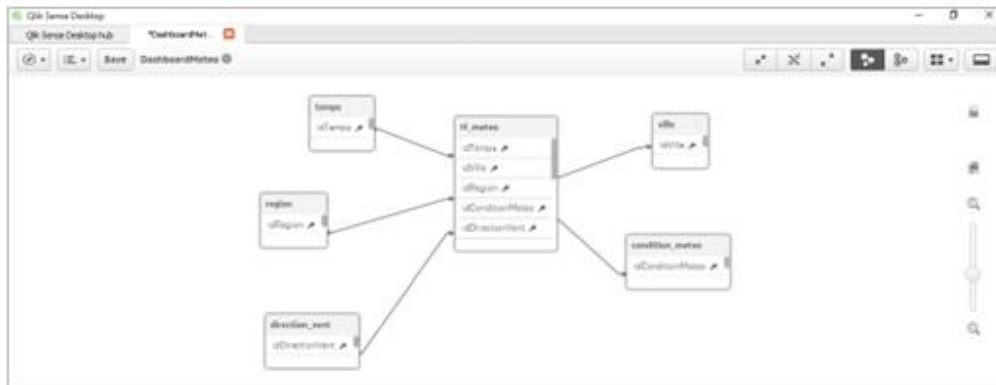 Qlik Sense Desktop
Qlik Sense Desktop hub
*DashboardMet...
Save
DashboardMeteo
temps
idTemps
tf_meteo
idTemps
idVille
idRegion
idConditionMeteo
idDirectionVent
ville
idVille
region
idRegion
condition_meteo
idConditionMeteo
direction_vent
idDirectionVent